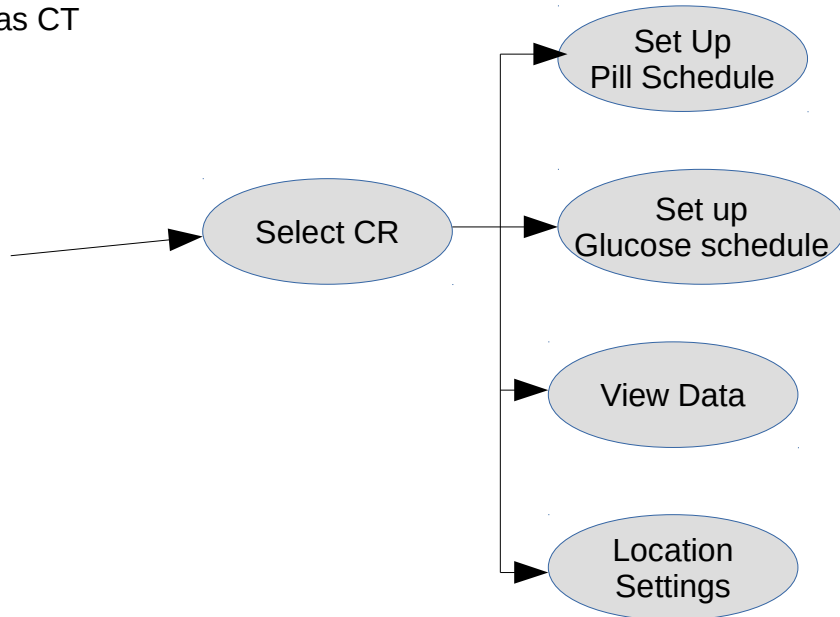 as CT
Set Up
Pill Schedule
Select CR
Set up
Glucose schedule
View Data
Location
Settings